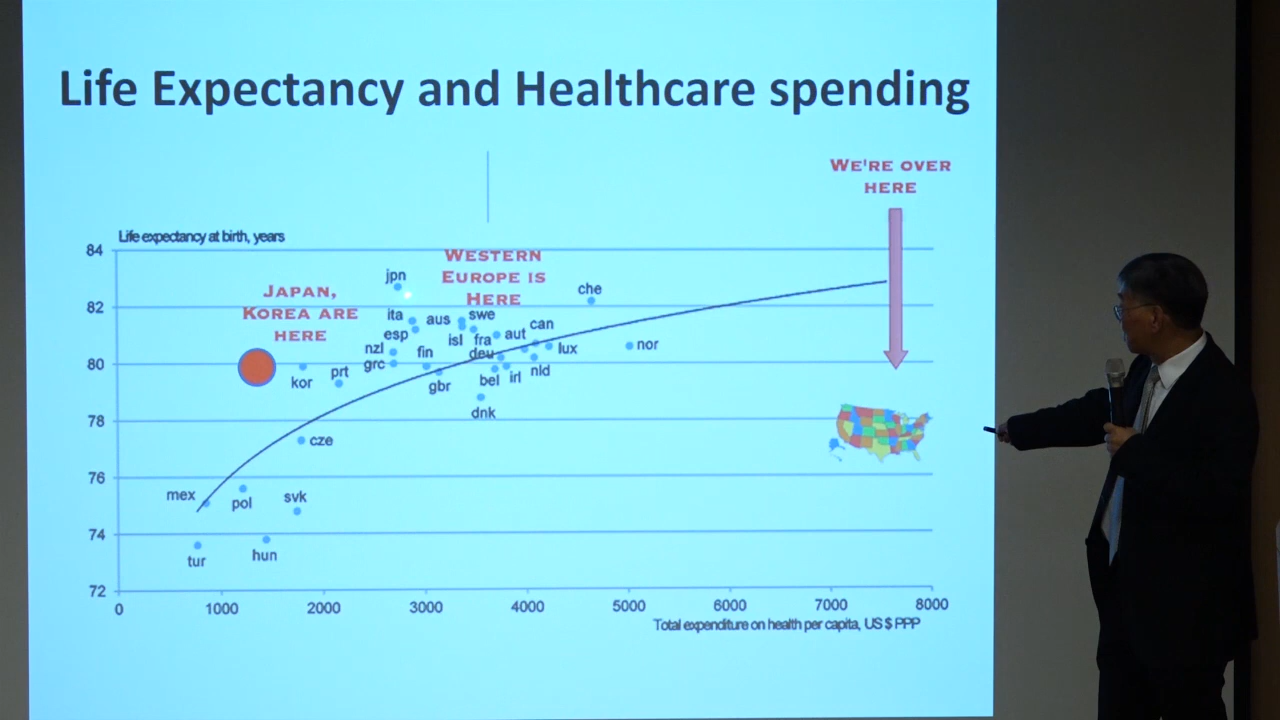 Life Expectancy and Healthcare spending
WE'RE OVER
HERE
Life expectancy at birth, years
84
WESTERN
EUROPE IS
HERE
jpn
JAPAN,
KOREA ARE
HERE
che
82
ita
aus
swe
can
esp
isl
fra
aut
nzl
fin
deu
lux
nor
80
grc
kor
prt
gbr
bel
irl
nld
dnk
78
cze
76
mex
pol
svk
74
tur
hun
72
0 1000 2000 3000 4000 5000 6000 7000 8000
Total expenditure on health per capita, US $ PPP